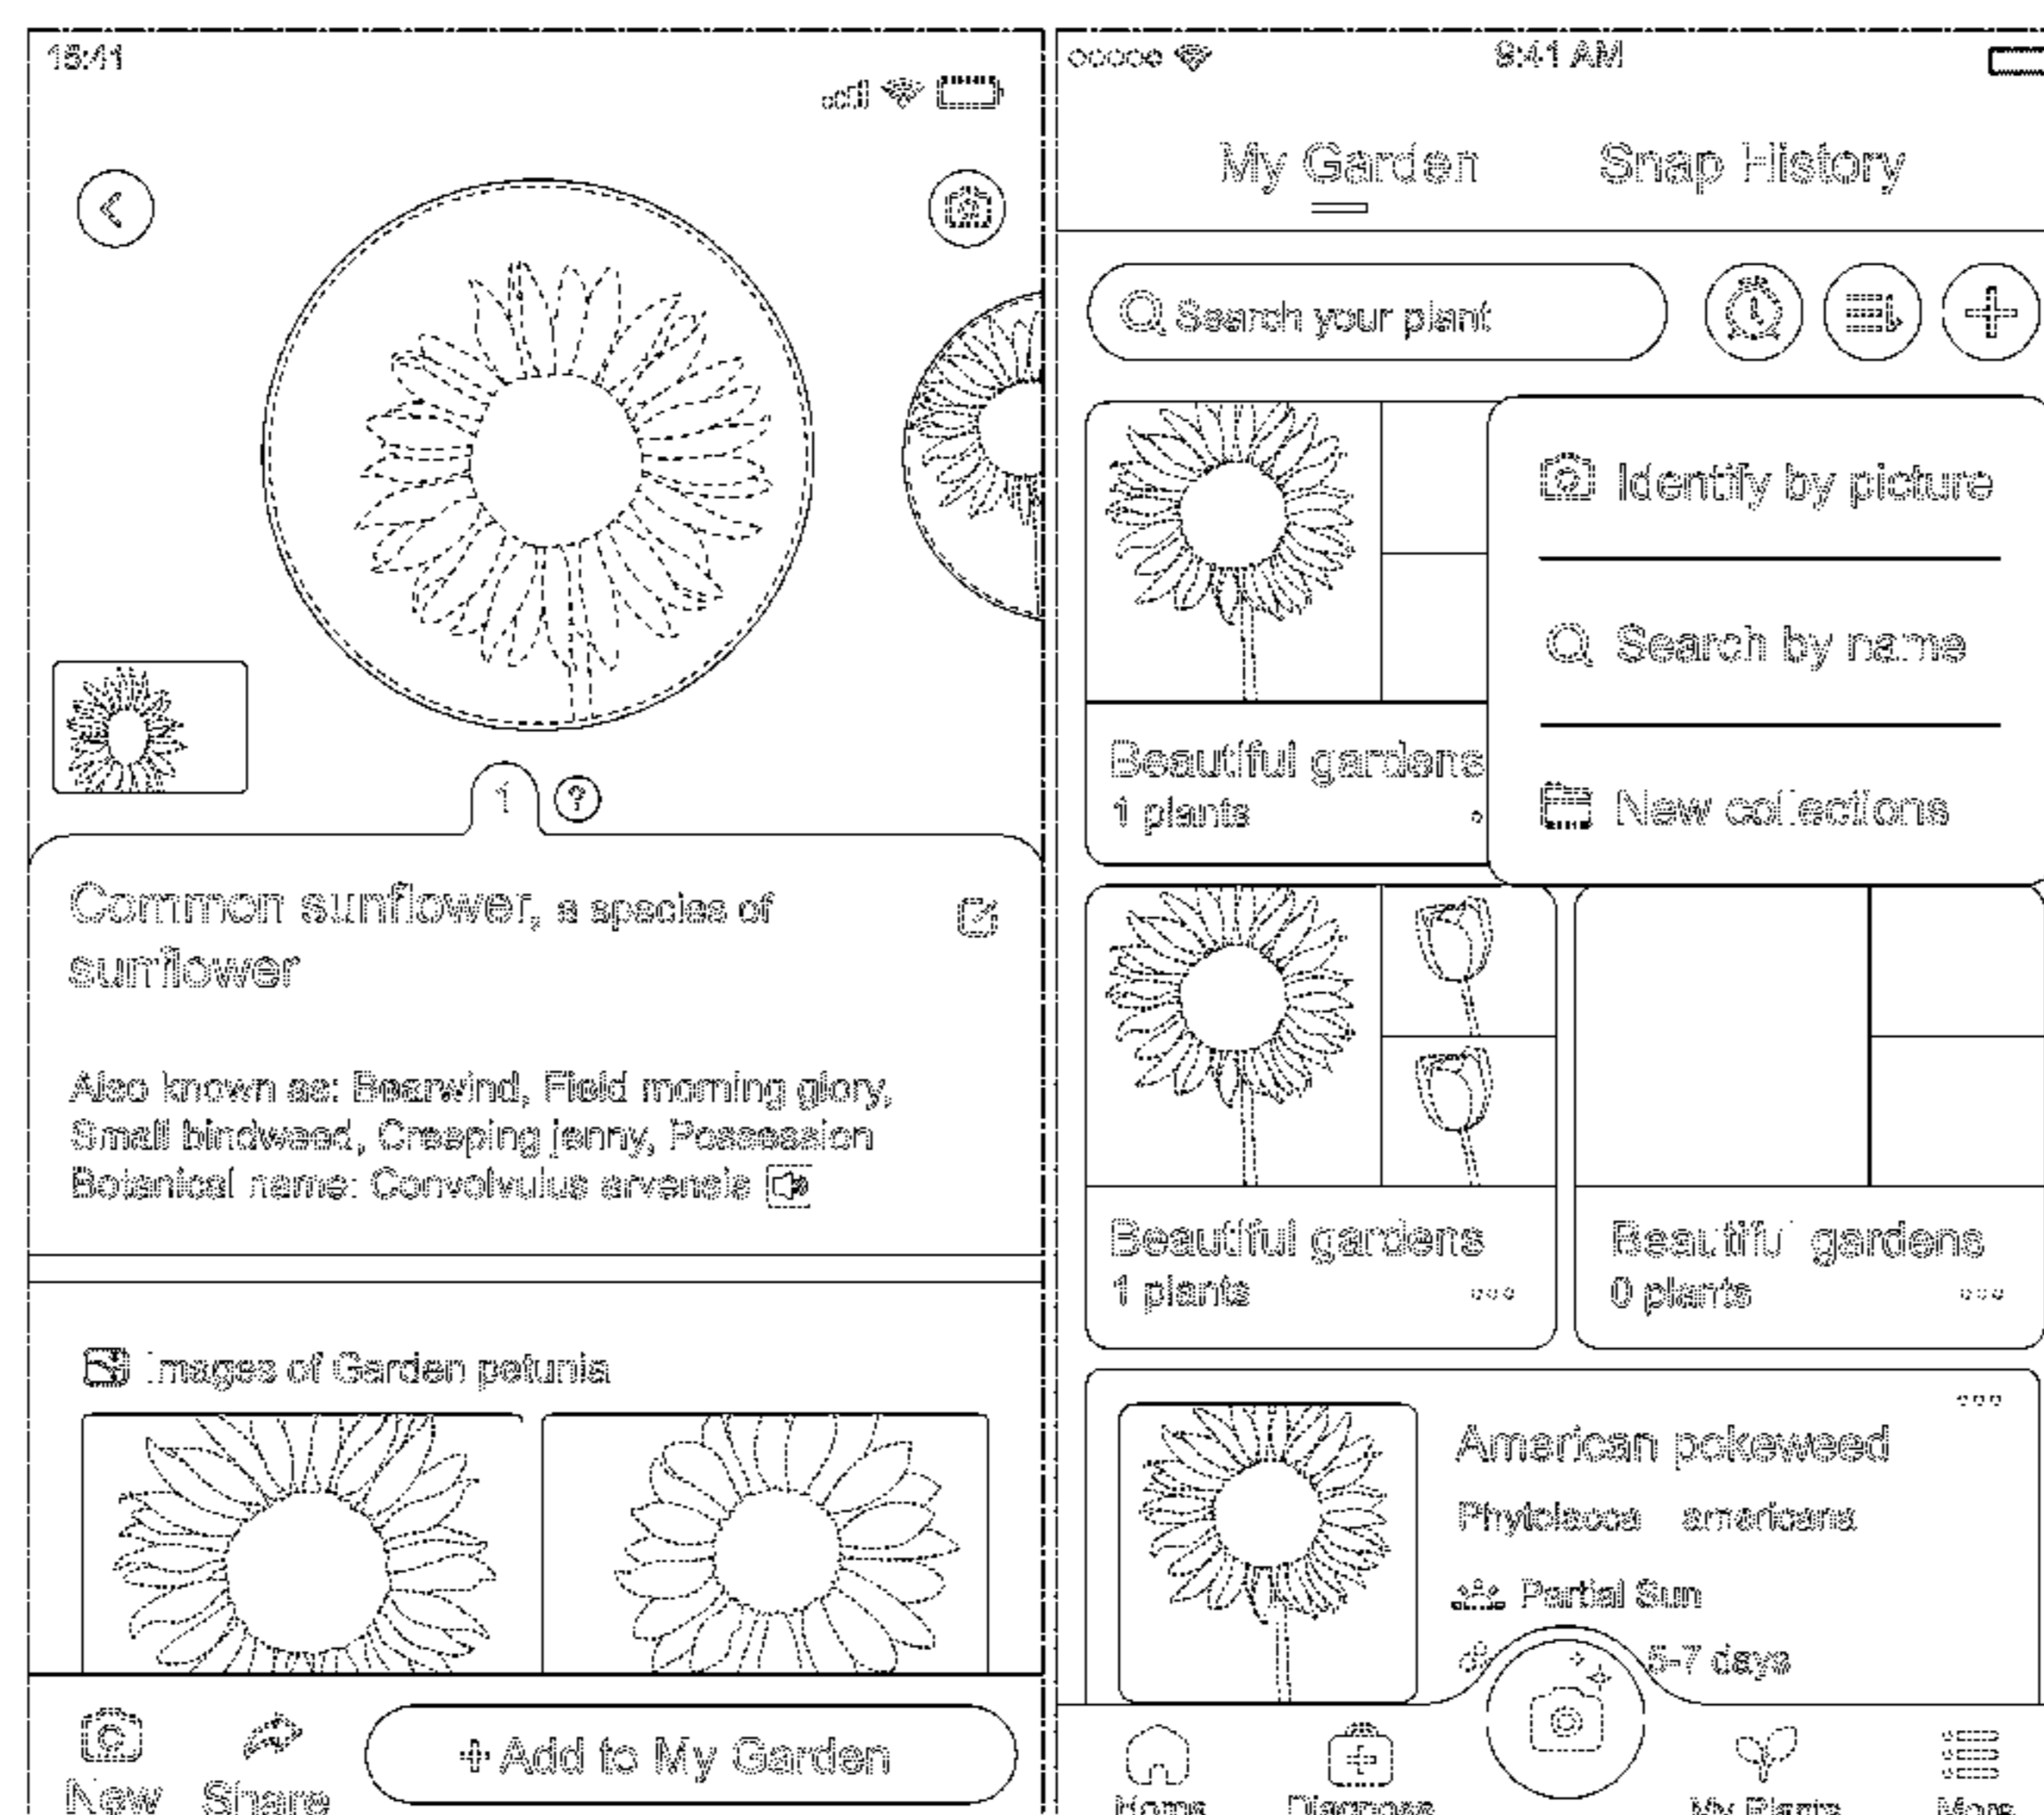 15:41
1
?
Common sunflower, a species of
sunflower
Also known as: Bearwind, Field morning glory,
Small bindweed, Creeping jenny, Possession
Botanical name: Convolvulus arvensis
Images of Garden petunia
New
Share
+ Add to My Garden
9:41 AM
My Garden
Snap History
Search your plant
Identify by picture
Search by name
New collections
Beautiful gardens
1 plants
Beautiful gardens
1 plants
Beautiful gardens
0 plants
American pokeweed
Phytolacca americana
Partial Sun
5-7 days
Home
Diagnose
My Plants
More